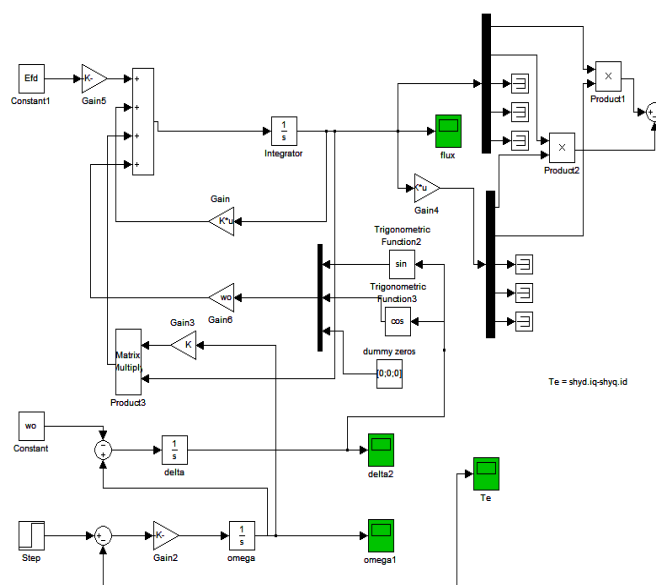 Efd
Constant1
K-
Gain5
+
+
+
+
1
s
Integrator
flux
×
Product1
×
Product2
+
−
K*u
Gain4
Gain
K*u
Trigonometric
Function2
sin
Trigonometric
Function3
cos
wo
Gain6
Gain3
K
Matrix
Multiply
Product3
dummy zeros
[0;0;0]
Te = shyd.iq-shyq.id
wo
Constant
−
+
1
s
delta
delta2
Te
Step
+
−
K-
Gain2
1
s
omega
omega1